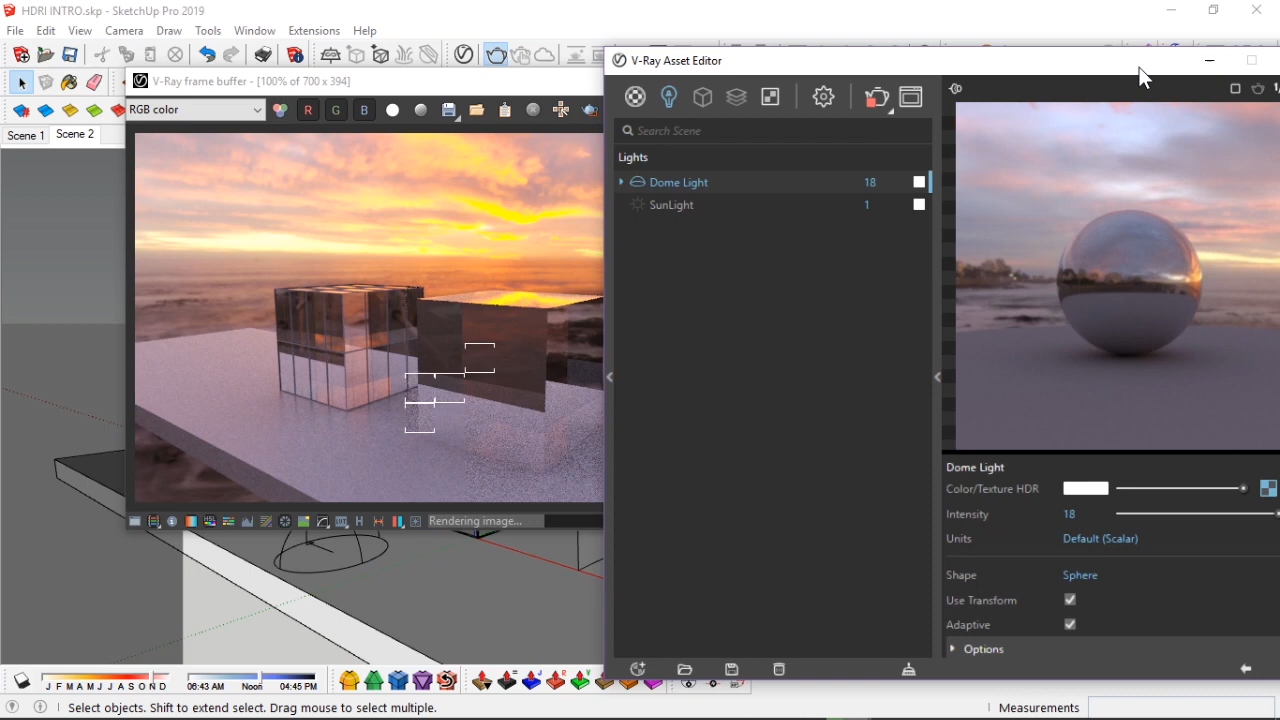 HDRI INTRO.skp - SketchUp Pro 2019
File Edit View Camera Draw Tools Window Extensions Help
V-Ray Asset Editor
V-Ray frame buffer - [100% of 700 x 394]
RGB color
R G B
Search Scene
Scene 1 Scene 2
Lights
Dome Light 18
SunLight 1
Dome Light
Color/Texture HDR
Intensity 18
Rendering image...
Units Default (Scalar)
Shape Sphere
Use Transform
Adaptive
Options
J F M A M J J A S O N D
06:43 AM Noon 04:45 PM
Select objects. Shift to extend select. Drag mouse to select multiple.
Measurements